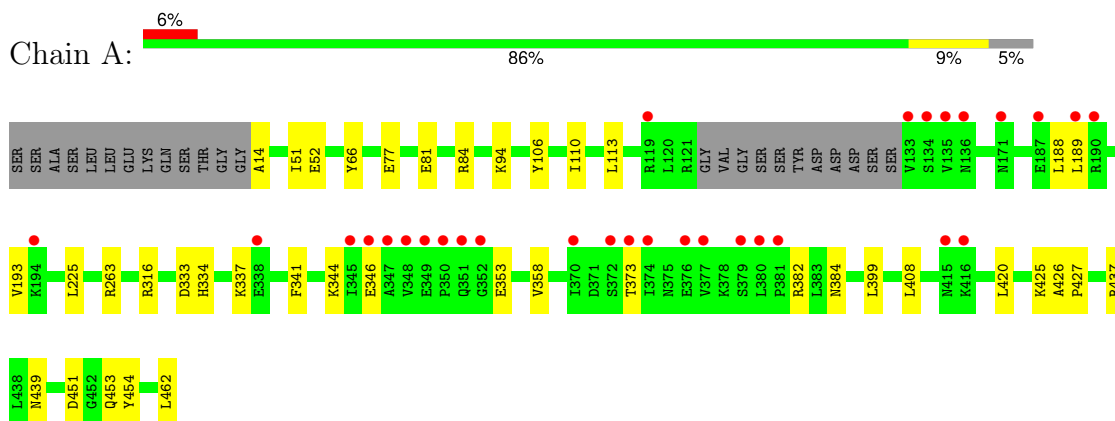 6%
Chain A:
86% 9% 5%
SER SER ALA SER LEU LEU GLU LYS GLN SER THR GLY GLY A14 I51 E52 Y66 E77 E81 R84 K94 Y106 I110 L113 R119 L120 R121 GLY VAL GLY SER SER TYR ASP ASP ASP SER SER V133 S134 V135 N136 N171 E187 L188 L189 R190
V193 K194 L225 R263 R316 D333 H334 K337 E338 F341 K344 I345 E346 A347 V348 E349 P350 Q351 G352 E353 V358 I370 D371 S372 T373 I374 N375 E376 V377 K378 S379 L380 P381 R382 L383 N384 L399 L408 N415 K416 L420 K425 A426 P427
L438 N439 D451 G452 Q453 Y454 L462